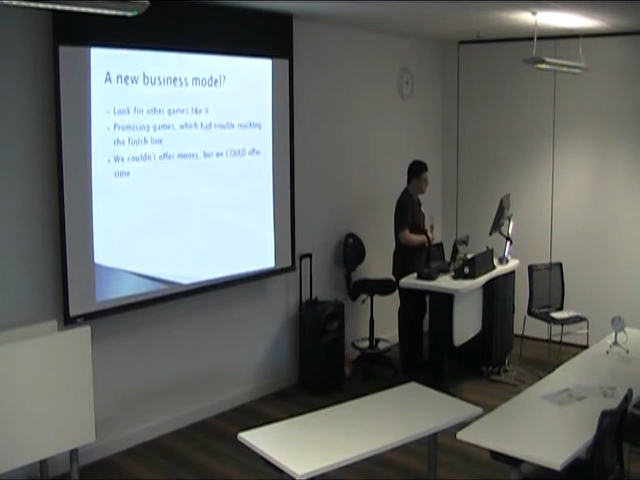 A new business model?
Look for other games like it
Promising games, which had trouble reaching
the finish line
We couldn't offer money, but we COULD offer
time